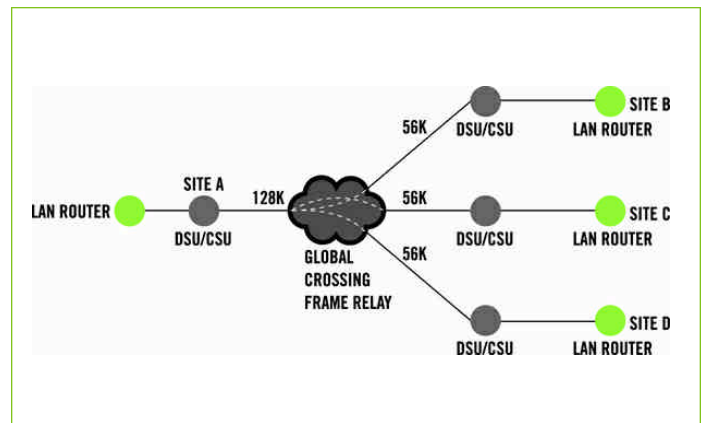 SITE B
56K
DSU/CSU
LAN ROUTER
SITE A
128K
56K
LAN ROUTER
SITE C
DSU/CSU
DSU/CSU
LAN ROUTER
GLOBAL
CROSSING
FRAME RELAY
56K
SITE D
DSU/CSU
LAN ROUTER